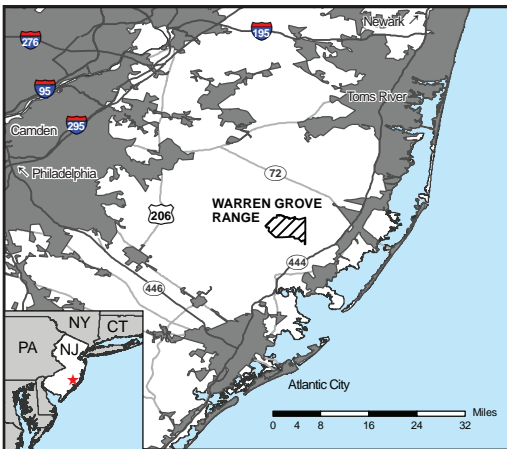 Newark
195
276
95
Toms River
Camden
295
Philadelphia
72
206
WARREN GROVE
RANGE
444
446
NY
CT
PA
NJ
Atlantic City
Miles
0 4 8 16 24 32